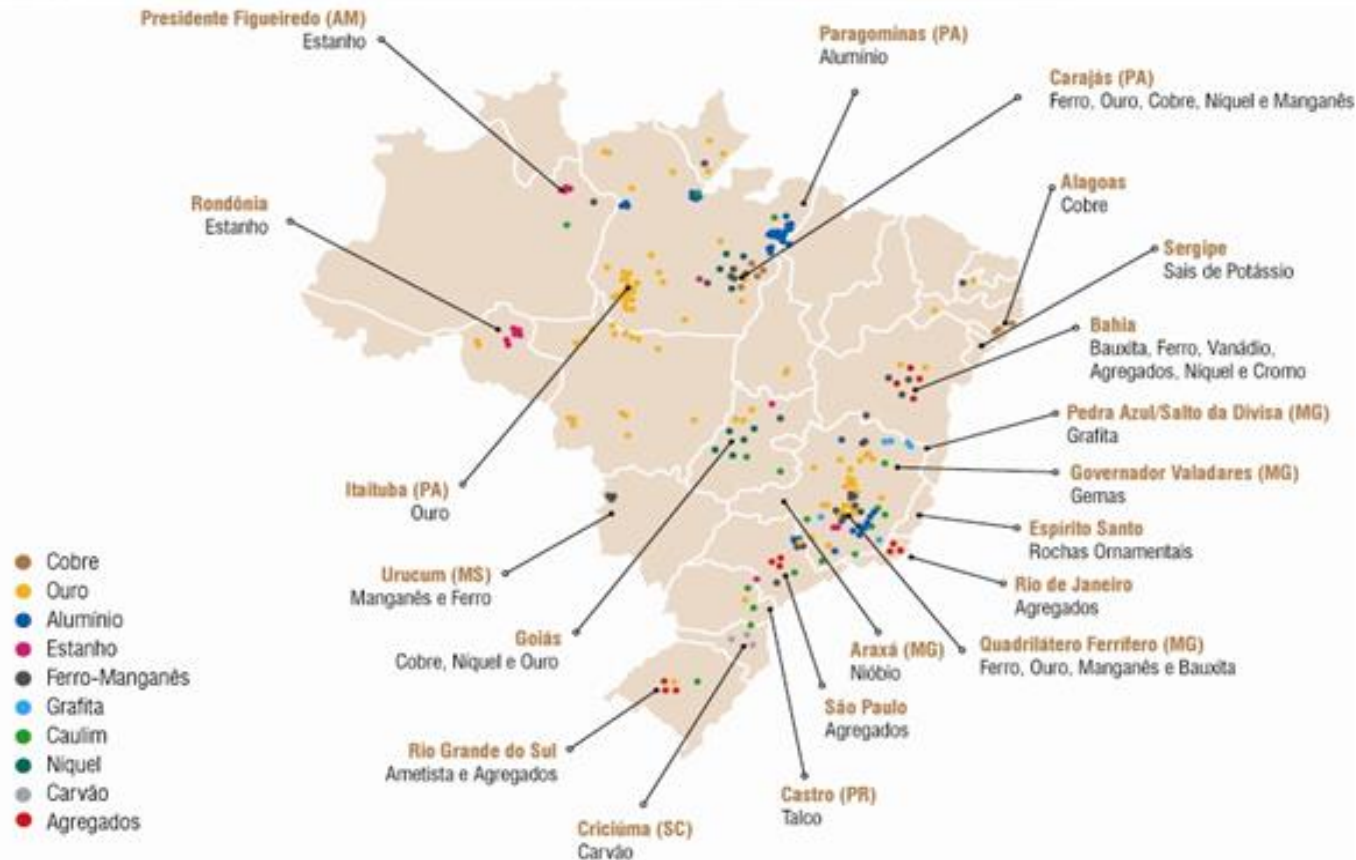 Presidente Figueiredo (AM)
Estanho
Paragominas (PA)
Alumínio
Carajás (PA)
Ferro, Ouro, Cobre, Níquel e Manganês
Rondônia
Estanho
Alagoas
Cobre
Sergipe
Sais de Potássio
Bahia
Bauxita, Ferro, Vanádio,
Agregados, Níquel e Cromo
Pedra Azul/Salto da Divisa (MG)
Grafita
Governador Valadares (MG)
Gemas
Itaituba (PA)
Ouro
Espírito Santo
Rochas Ornamentais
Urucum (MS)
Manganês e Ferro
Rio de Janeiro
Agregados
Goiás
Cobre, Níquel e Ouro
Araxá (MG)
Nióbio
Quadrilátero Ferrífero (MG)
Ferro, Ouro, Manganês e Bauxita
São Paulo
Agregados
Rio Grande do Sul
Ametista e Agregados
Castro (PR)
Talco
Criciúma (SC)
Carvão
Cobre
Ouro
Alumínio
Estanho
Ferro-Manganês
Grafita
Caulim
Níquel
Carvão
Agregados